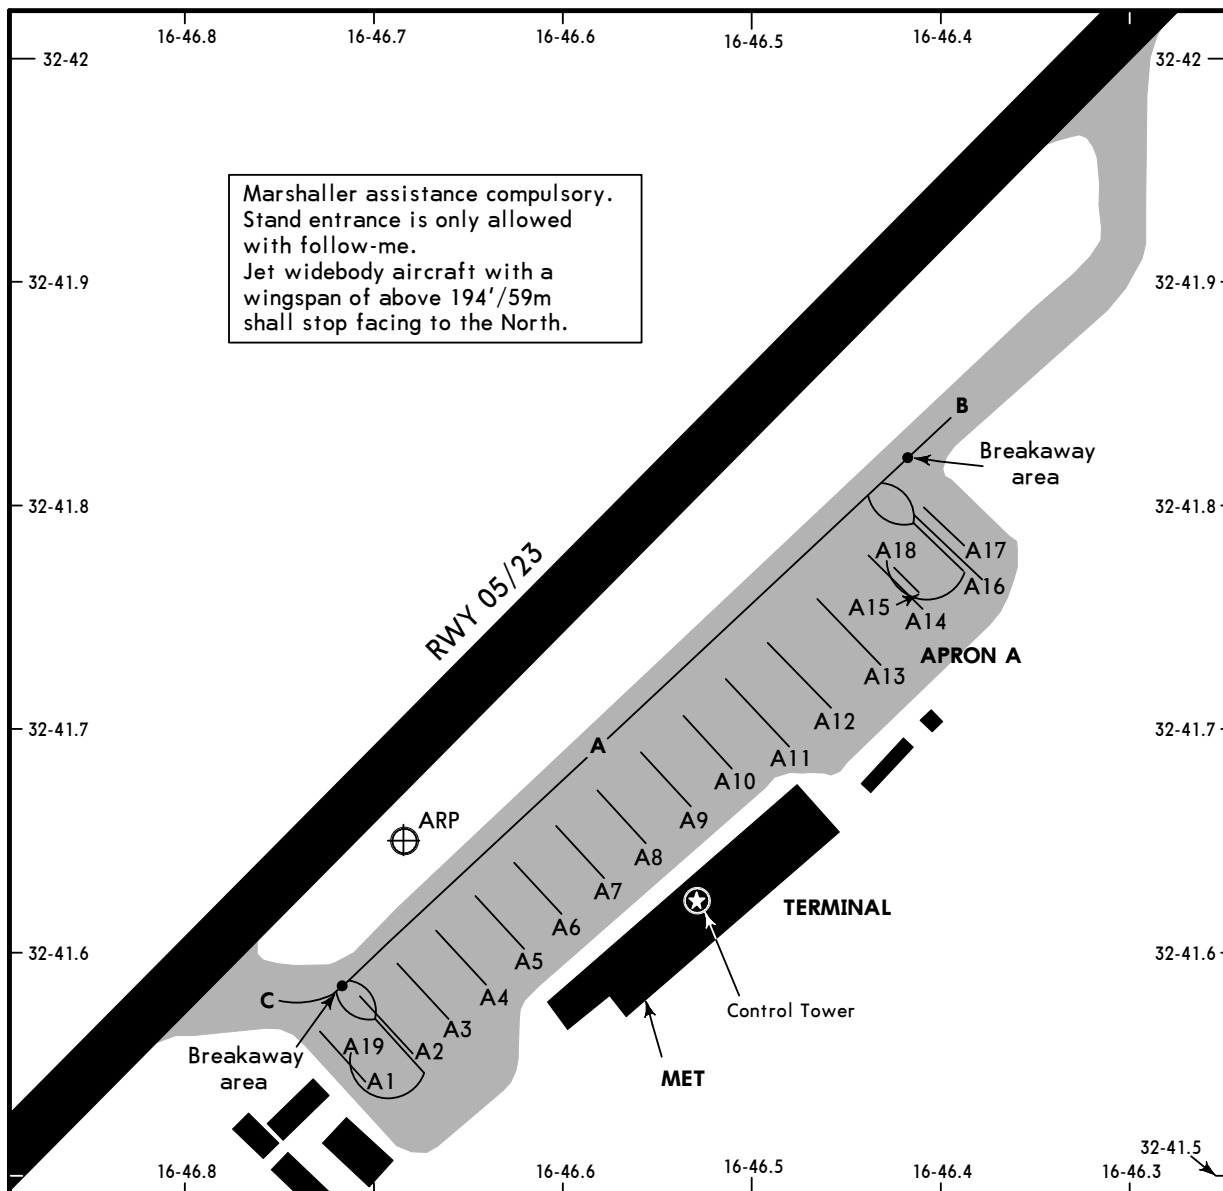 16-46.8 16-46.7 16-46.6 16-46.5 16-46.4
32-42 32-42
Marshaller assistance compulsory.
Stand entrance is only allowed
with follow-me.
Jet widebody aircraft with a
wingspan of above 194'/59m
shall stop facing to the North.
32-41.9 32-41.9
B
Breakaway
area
32-41.8 32-41.8
RWY 05/23
A18 A17
A16
A15 A14
APRON A
A13
A12
32-41.7 32-41.7
A
A11
A10
A9
ARP
A8
A7
A6
TERMINAL
A5
32-41.6 32-41.6
A4
C
A3
Control Tower
A19 A2
Breakaway
area
A1
MET
32-41.5
16-46.8 16-46.6 16-46.5 16-46.4 16-46.3